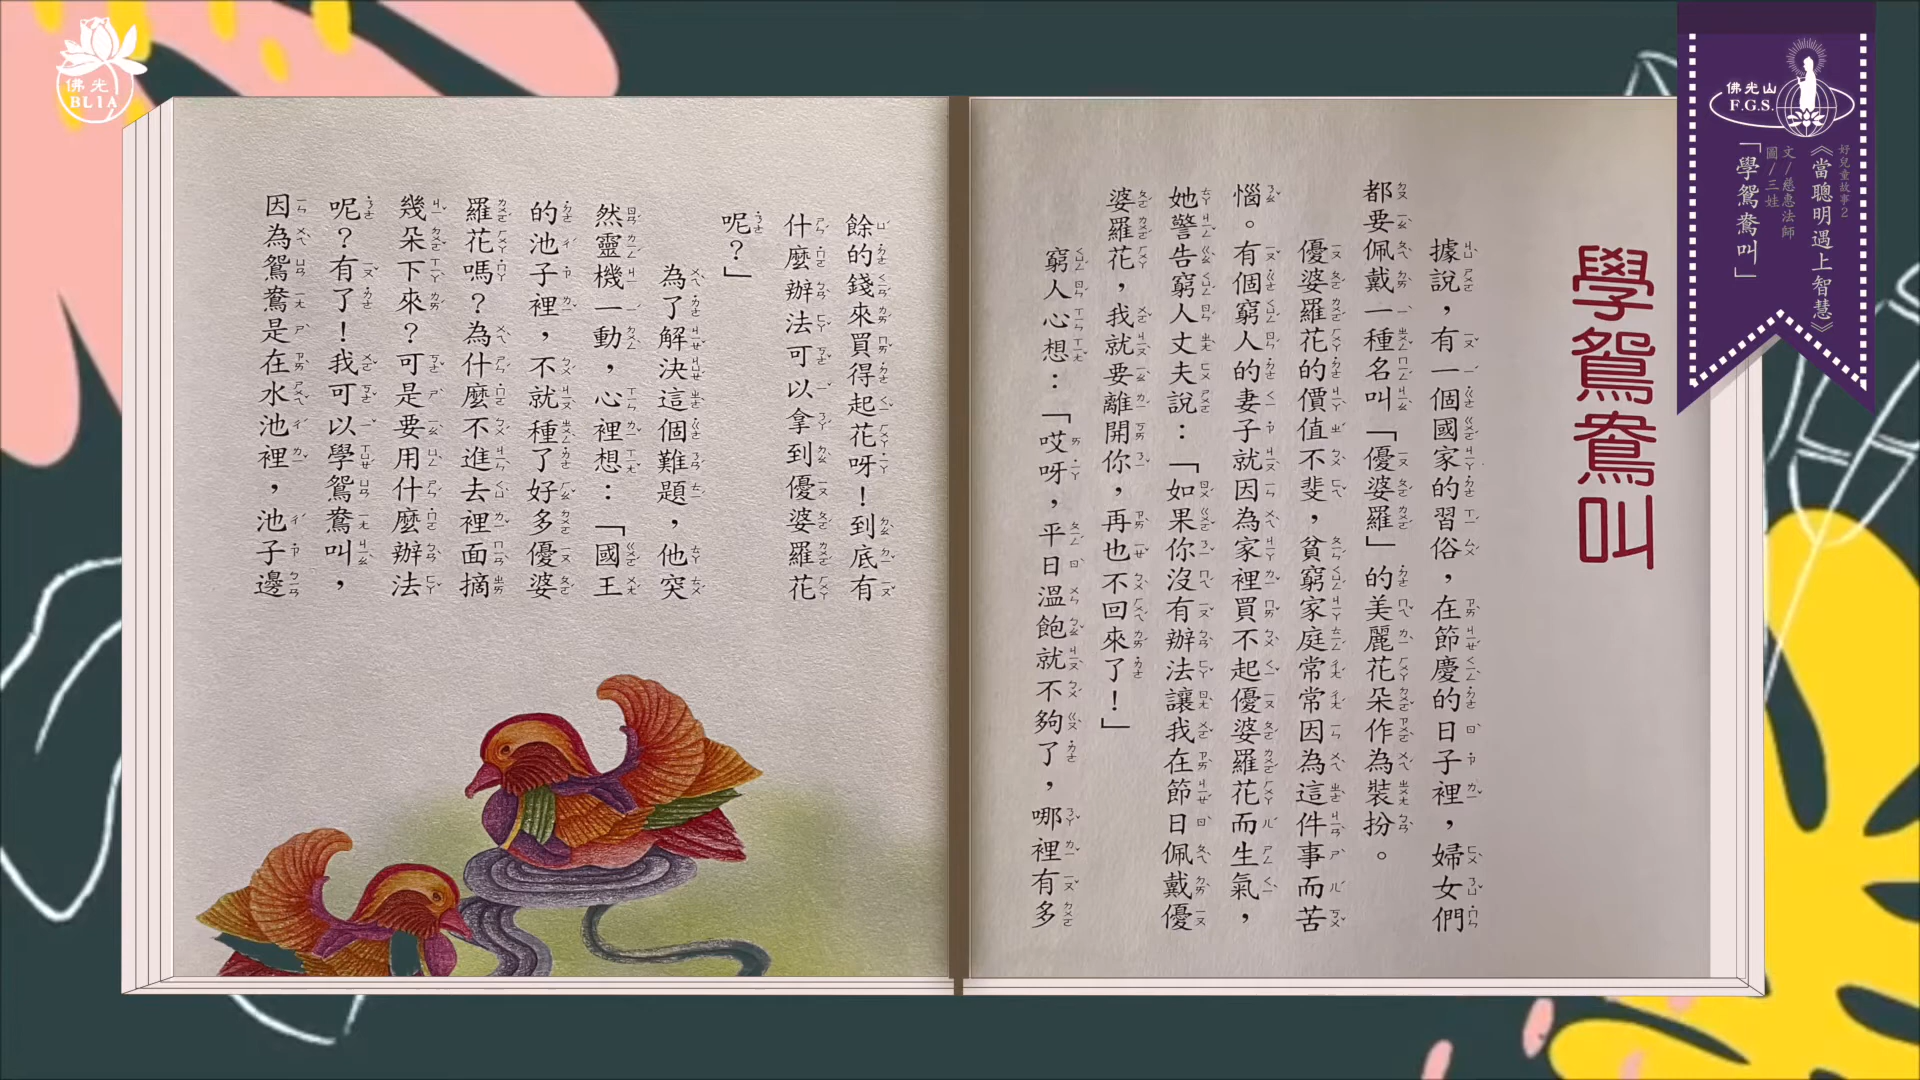 學鴛鴦叫
據說，有一個國家的習俗，在節慶的日子裡，婦女們
都要佩戴一種名叫「優婆羅」的美麗花朵作為裝扮。
優婆羅花的價值不斐，貧窮家庭常常因為這件事而苦
惱。有個窮人的妻子就因為家裡買不起優婆羅花而生氣，
她警告窮人丈夫說：「如果你沒有辦法讓我在節日佩戴優
婆羅花，我就要離開你，再也不回來了！」
窮人心想：「哎呀，平日溫飽就不夠了，哪裡有多
餘的錢來買得起花呀！到底有
什麼辦法可以拿到優婆羅花
呢？」
為了解決這個難題，他突
然靈機一動，心裡想：「國王
的池子裡，不就種了好多優婆
羅花嗎？為什麼不進去裡面摘
幾朵下來？可是要用什麼辦法
呢？有了！我可以學鴛鴦叫，
因為鴛鴦是在水池裡，池子邊
佛光山
F.G.S.
好兒童故事2
《當聰明遇上智慧》
文/慈惠法師
圖/三娃
「學鴛鴦叫」
佛光
BLIA